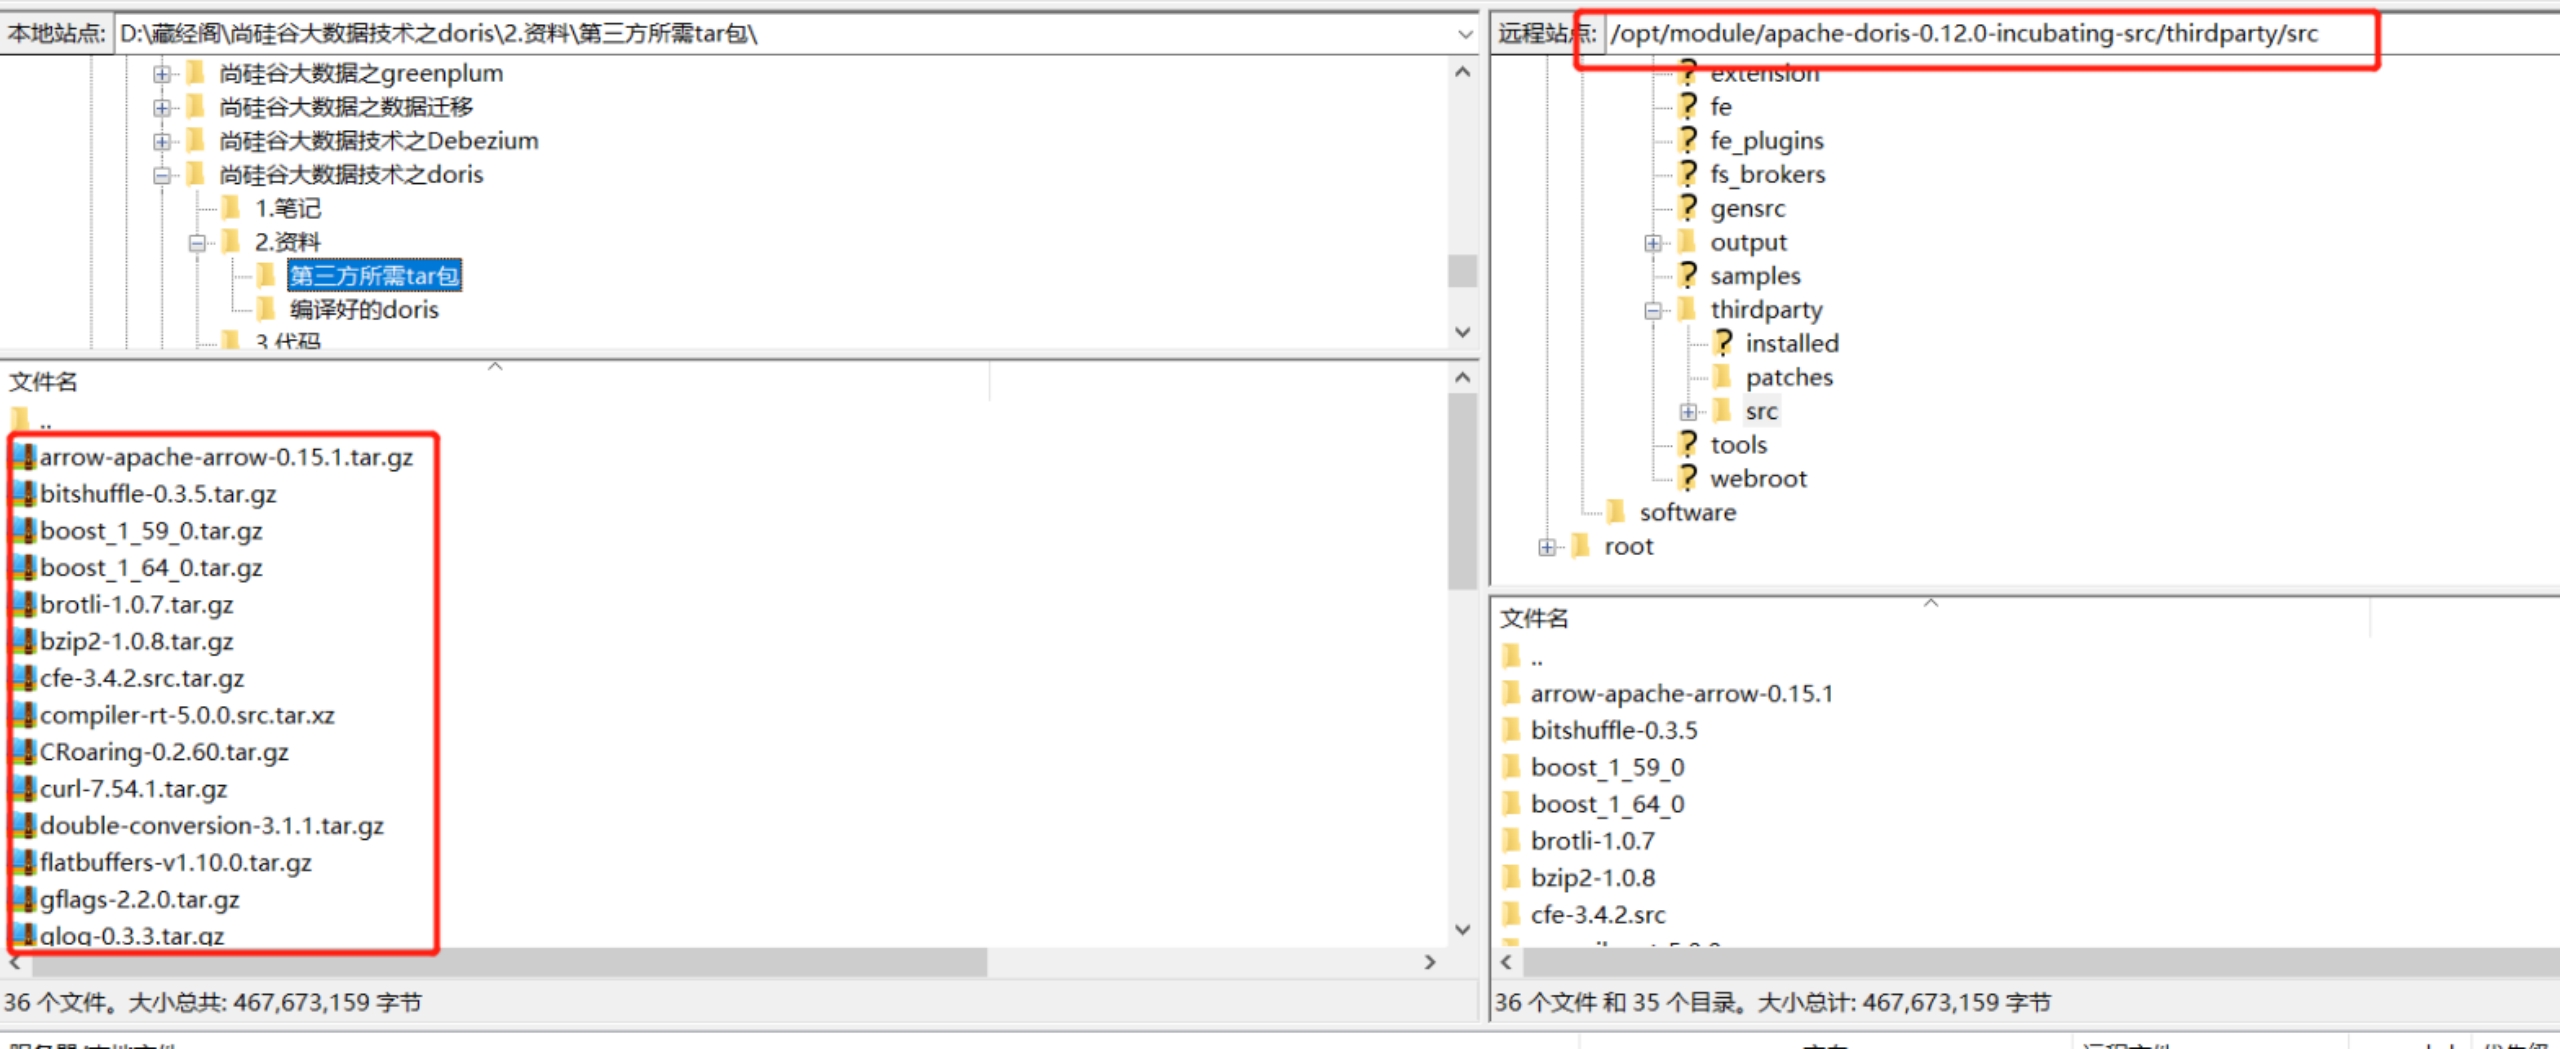 本地站点: D:\藏经阁\尚硅谷大数据技术之doris\2.资料\第三方所需tar包\
尚硅谷大数据之greenplum
尚硅谷大数据之数据迁移
尚硅谷大数据技术之Debezium
尚硅谷大数据技术之doris
1.笔记
2.资料
第三方所需tar包
编译好的doris
3.代码
文件名
..
arrow-apache-arrow-0.15.1.tar.gz
bitshuffle-0.3.5.tar.gz
boost_1_59_0.tar.gz
boost_1_64_0.tar.gz
brotli-1.0.7.tar.gz
bzip2-1.0.8.tar.gz
cfe-3.4.2.src.tar.gz
compiler-rt-5.0.0.src.tar.xz
CRoaring-0.2.60.tar.gz
curl-7.54.1.tar.gz
double-conversion-3.1.1.tar.gz
flatbuffers-v1.10.0.tar.gz
gflags-2.2.0.tar.gz
glog-0.3.3.tar.gz
36 个文件。大小总共: 467,673,159 字节
远程站点: /opt/module/apache-doris-0.12.0-incubating-src/thirdparty/src
extension
fe
fe_plugins
fs_brokers
gensrc
output
samples
thirdparty
installed
patches
src
tools
webroot
software
root
文件名
..
arrow-apache-arrow-0.15.1
bitshuffle-0.3.5
boost_1_59_0
boost_1_64_0
brotli-1.0.7
bzip2-1.0.8
cfe-3.4.2.src
36 个文件 和 35 个目录。大小总计: 467,673,159 字节